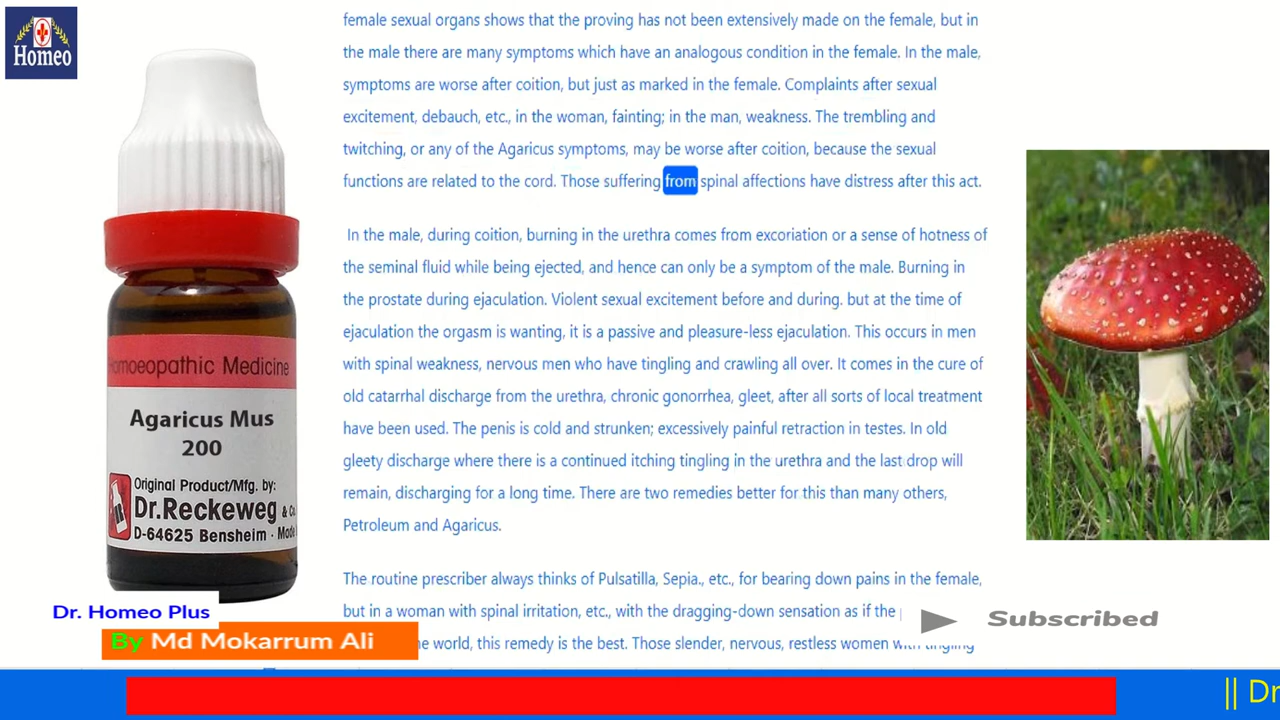 Homeo
female sexual organs shows that the proving has not been extensively made on the female, but in
the male there are many symptoms which have an analogous condition in the female. In the male,
symptoms are worse after coition, but just as marked in the female. Complaints after sexual
excitement, debauch, etc., in the woman, fainting; in the man, weakness. The trembling and
twitching, or any of the Agaricus symptoms, may be worse after coition, because the sexual
functions are related to the cord. Those suffering from spinal affections have distress after this act.
In the male, during coition, burning in the urethra comes from excoriation or a sense of hotness of
the seminal fluid while being ejected, and hence can only be a symptom of the male. Burning in
the prostate during ejaculation. Violent sexual excitement before and during. but at the time of
ejaculation the orgasm is wanting, it is a passive and pleasure-less ejaculation. This occurs in men
with spinal weakness, nervous men who have tingling and crawling all over. It comes in the cure of
old catarrhal discharge from the urethra, chronic gonorrhea, gleet, after all sorts of local treatment
have been used. The penis is cold and strunken; excessively painful retraction in testes. In old
gleety discharge where there is a continued itching tingling in the urethra and the last drop will
remain, discharging for a long time. There are two remedies better for this than many others,
Petroleum and Agaricus.
The routine prescriber always thinks of Pulsatilla, Sepia., etc., for bearing down pains in the female,
but in a woman with spinal irritation, etc., with the dragging-down sensation as if the
world, this remedy is the best. Those slender, nervous, restless women with tingling
Homoeopathic Medicine
Agaricus Mus
200
Original Product/Mfg. by:
Dr.Reckeweg & Co.
D-64625 Bensheim · Made
Dr. Homeo Plus
By Md Mokarrum Ali
Subscribed
|| Dr